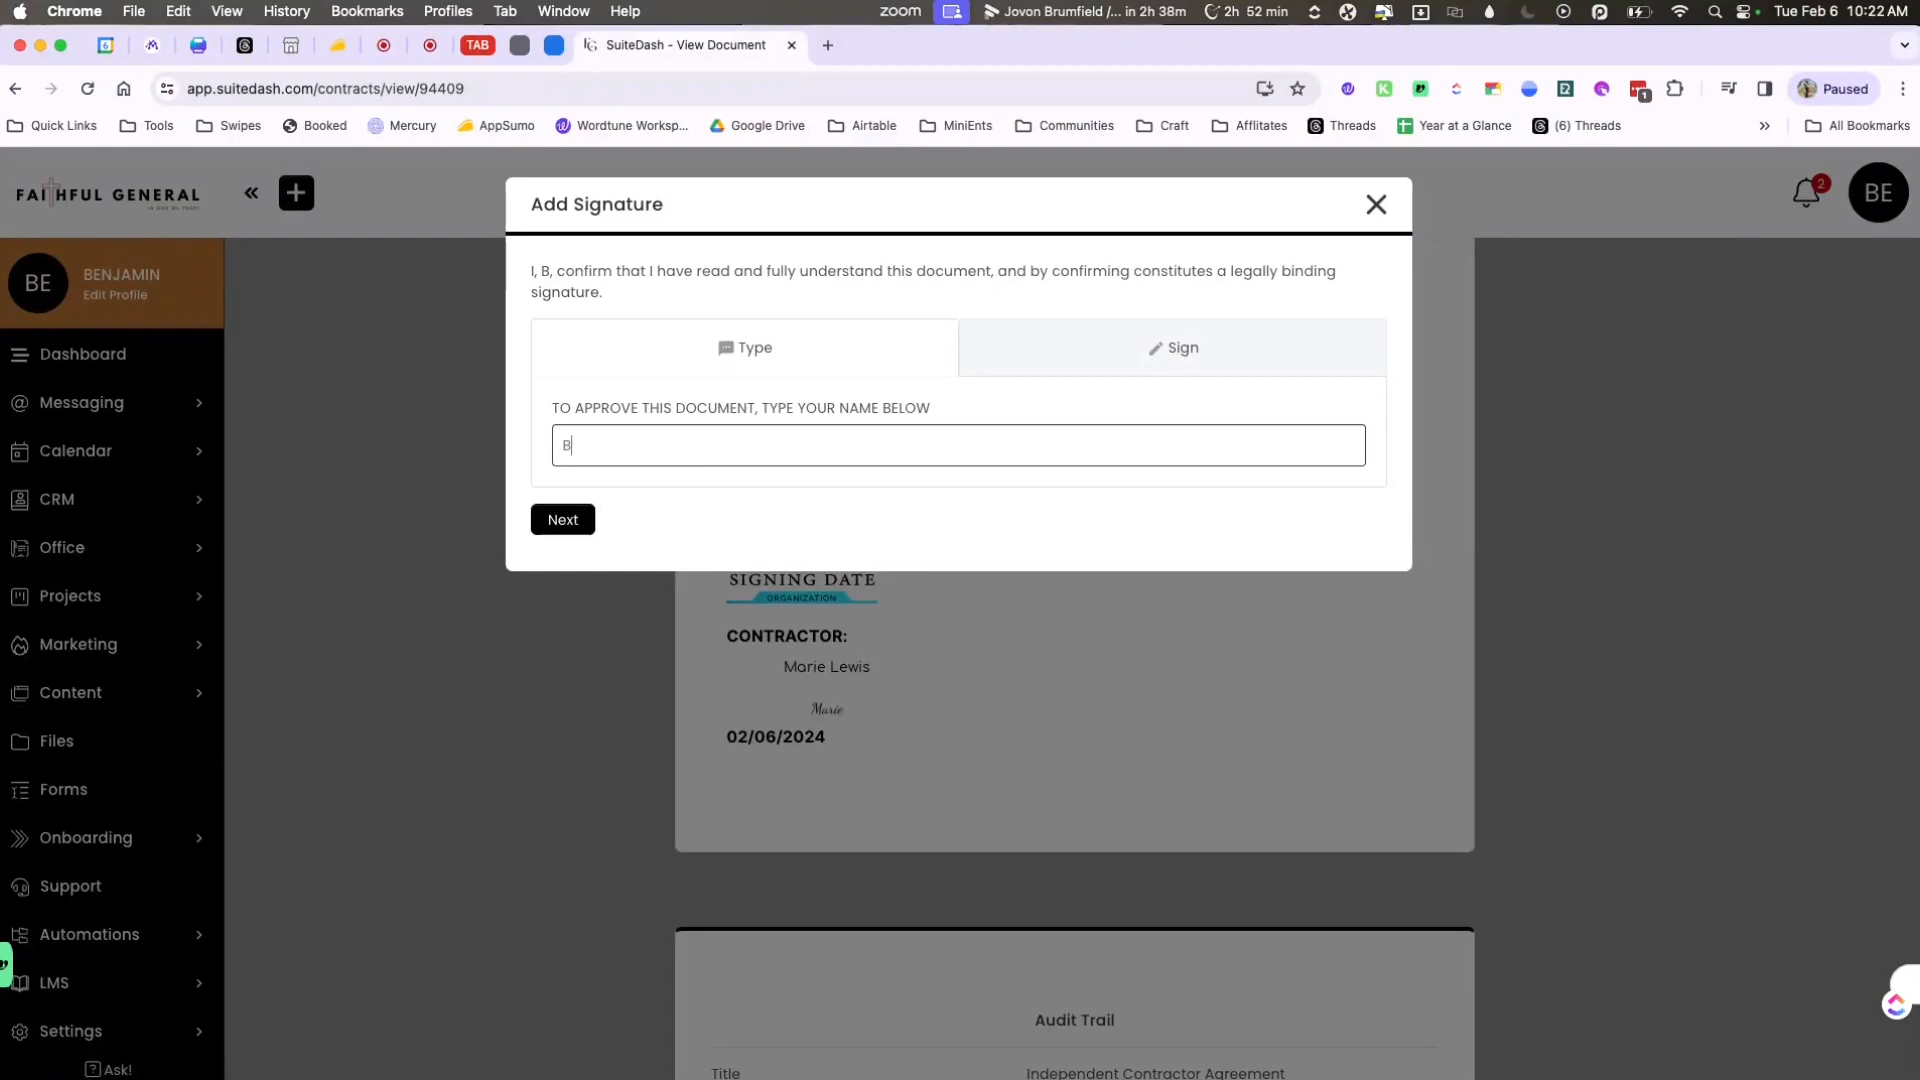 Chrome File Edit View History Bookmarks Profiles Tab Window Help zoom Jovon Brumfield /... in 2h 38m 2h 52 min Tue Feb 6 10:22 AM
TAB SuiteDash - View Document
app.suitedash.com/contracts/view/94409 1 Paused
Quick Links Tools Swipes Booked Mercury AppSumo Wordtune Worksp... Google Drive Airtable MiniEnts Communities Craft Afflitates Threads Year at a Glance (6) Threads All Bookmarks
FAITHFUL GENERAL
2
BE
BE
BENJAMIN
Edit Profile
Dashboard
Messaging
Calendar
CRM
Office
Projects
Marketing
Content
Files
Forms
Onboarding
Support
Automations
LMS
Settings
Ask!
Add Signature
I, B, confirm that I have read and fully understand this document, and by confirming constitutes a legally binding
signature.
Type
Sign
TO APPROVE THIS DOCUMENT, TYPE YOUR NAME BELOW
B
Next
SIGNING DATE
ORGANIZATION
CONTRACTOR:
Marie Lewis
Marie
02/06/2024
Audit Trail
Title Independent Contractor Agreement